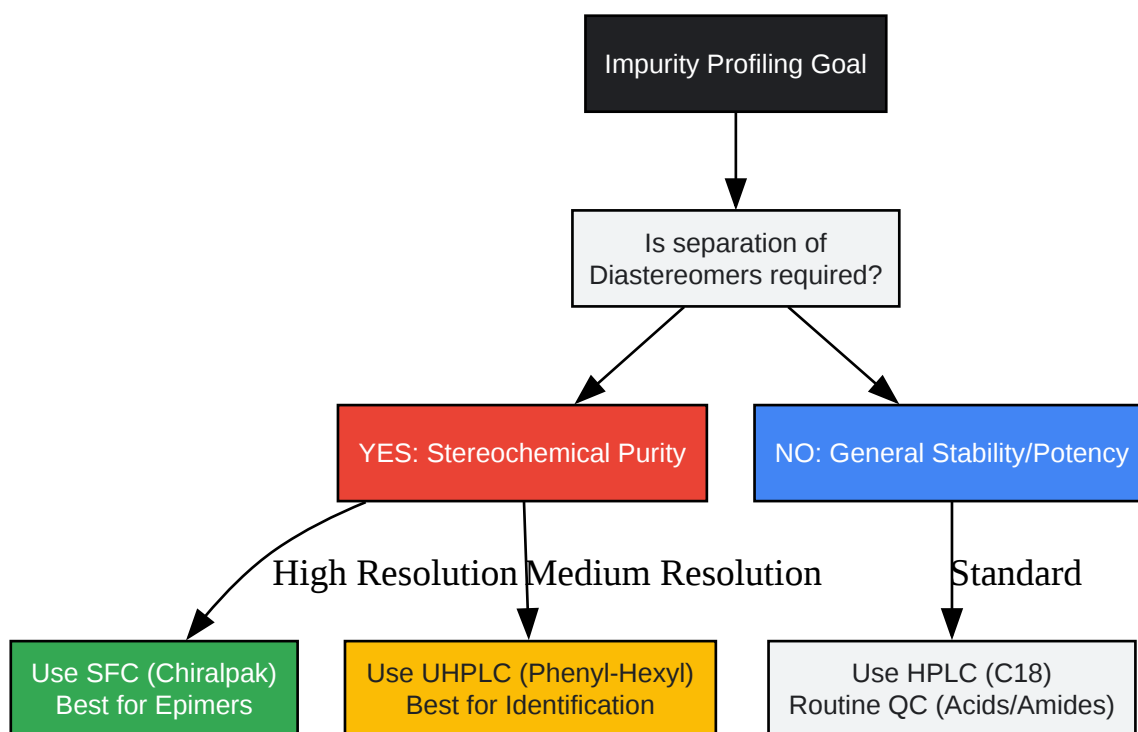 Impurity Profiling Goal
Is separation of
Diastereomers required?
YES: Stereochemical Purity
NO: General Stability/Potency
High Resolution
Medium Resolution
Standard
Use SFC (Chiralpak)
Best for Epimers
Use UHPLC (Phenyl-Hexyl)
Best for Identification
Use HPLC (C18)
Routine QC (Acids/Amides)